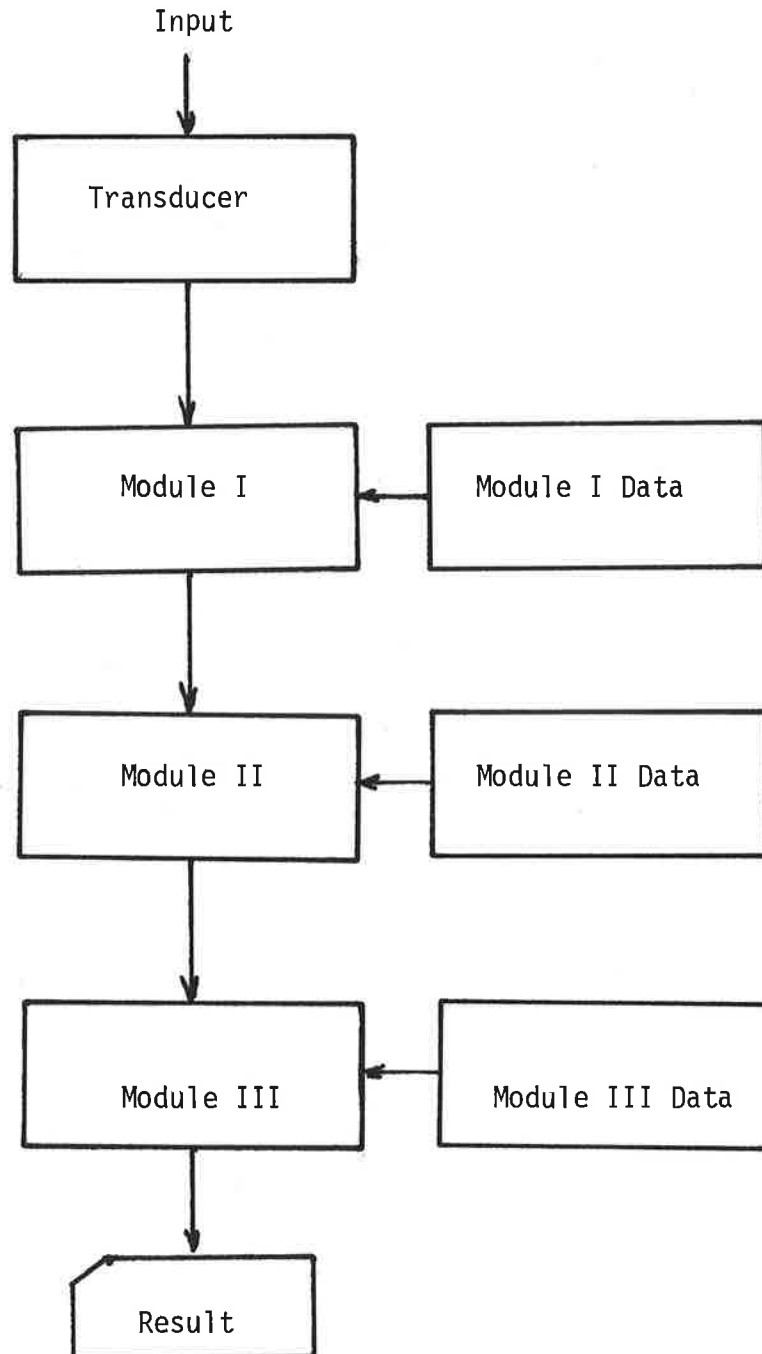 Input
Transducer
Module I
Module I Data
Module II
Module II Data
Module III
Module III Data
Result